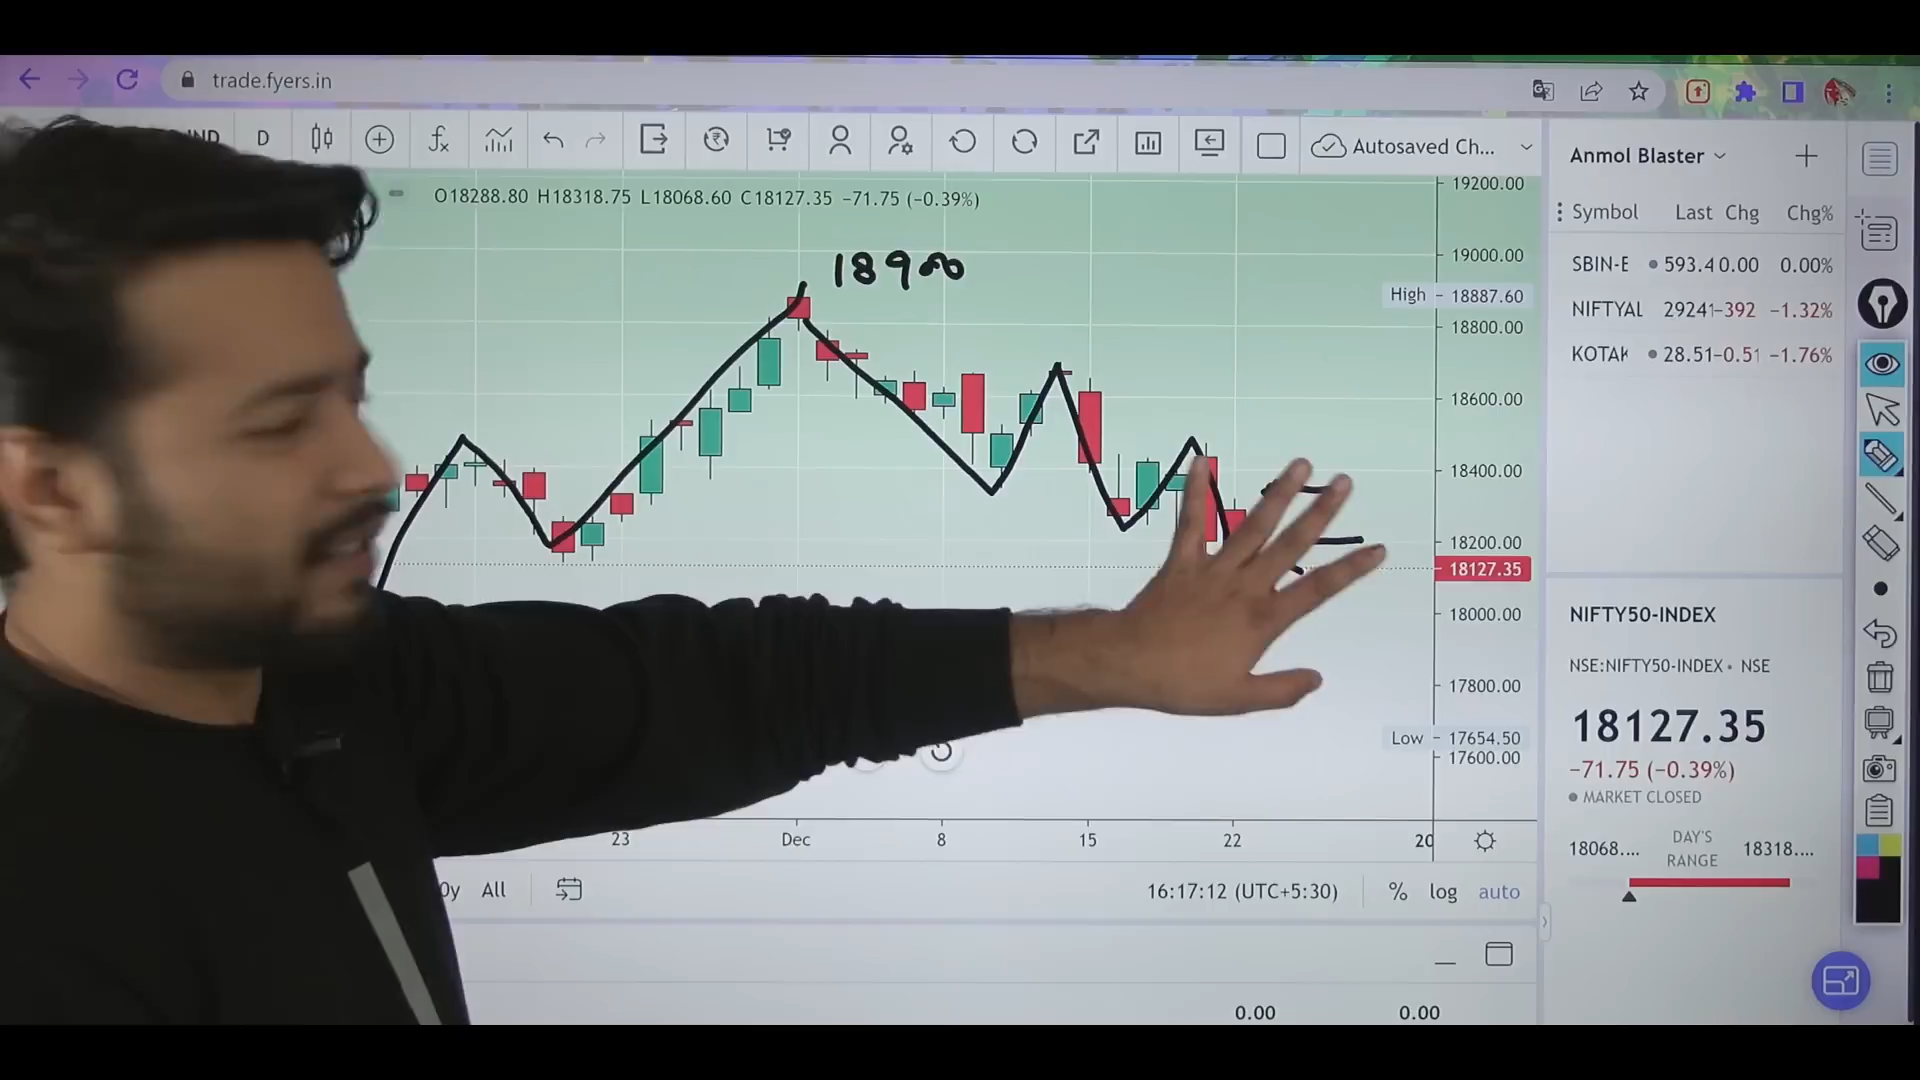 trade.fyers.in
IND D Autosaved Ch...
O18288.80 H18318.75 L18068.60 C18127.35 −71.75 (−0.39%)
18900
19200.00
19000.00
High 18887.60
18800.00
18600.00
18400.00
18200.00
18127.35
18000.00
17800.00
Low 17654.50
17600.00
23 Dec 8 15 22 20
0y All
16:17:12 (UTC+5:30) % log auto
0.00 0.00
Anmol Blaster
Symbol Last Chg Chg%
SBIN-E 593.4 0.00 0.00%
NIFTYAL 29241 −392 −1.32%
KOTAK 28.51 −0.51 −1.76%
NIFTY50-INDEX
NSE:NIFTY50-INDEX • NSE
18127.35
−71.75 (−0.39%)
MARKET CLOSED
18068.... DAY'S RANGE 18318....